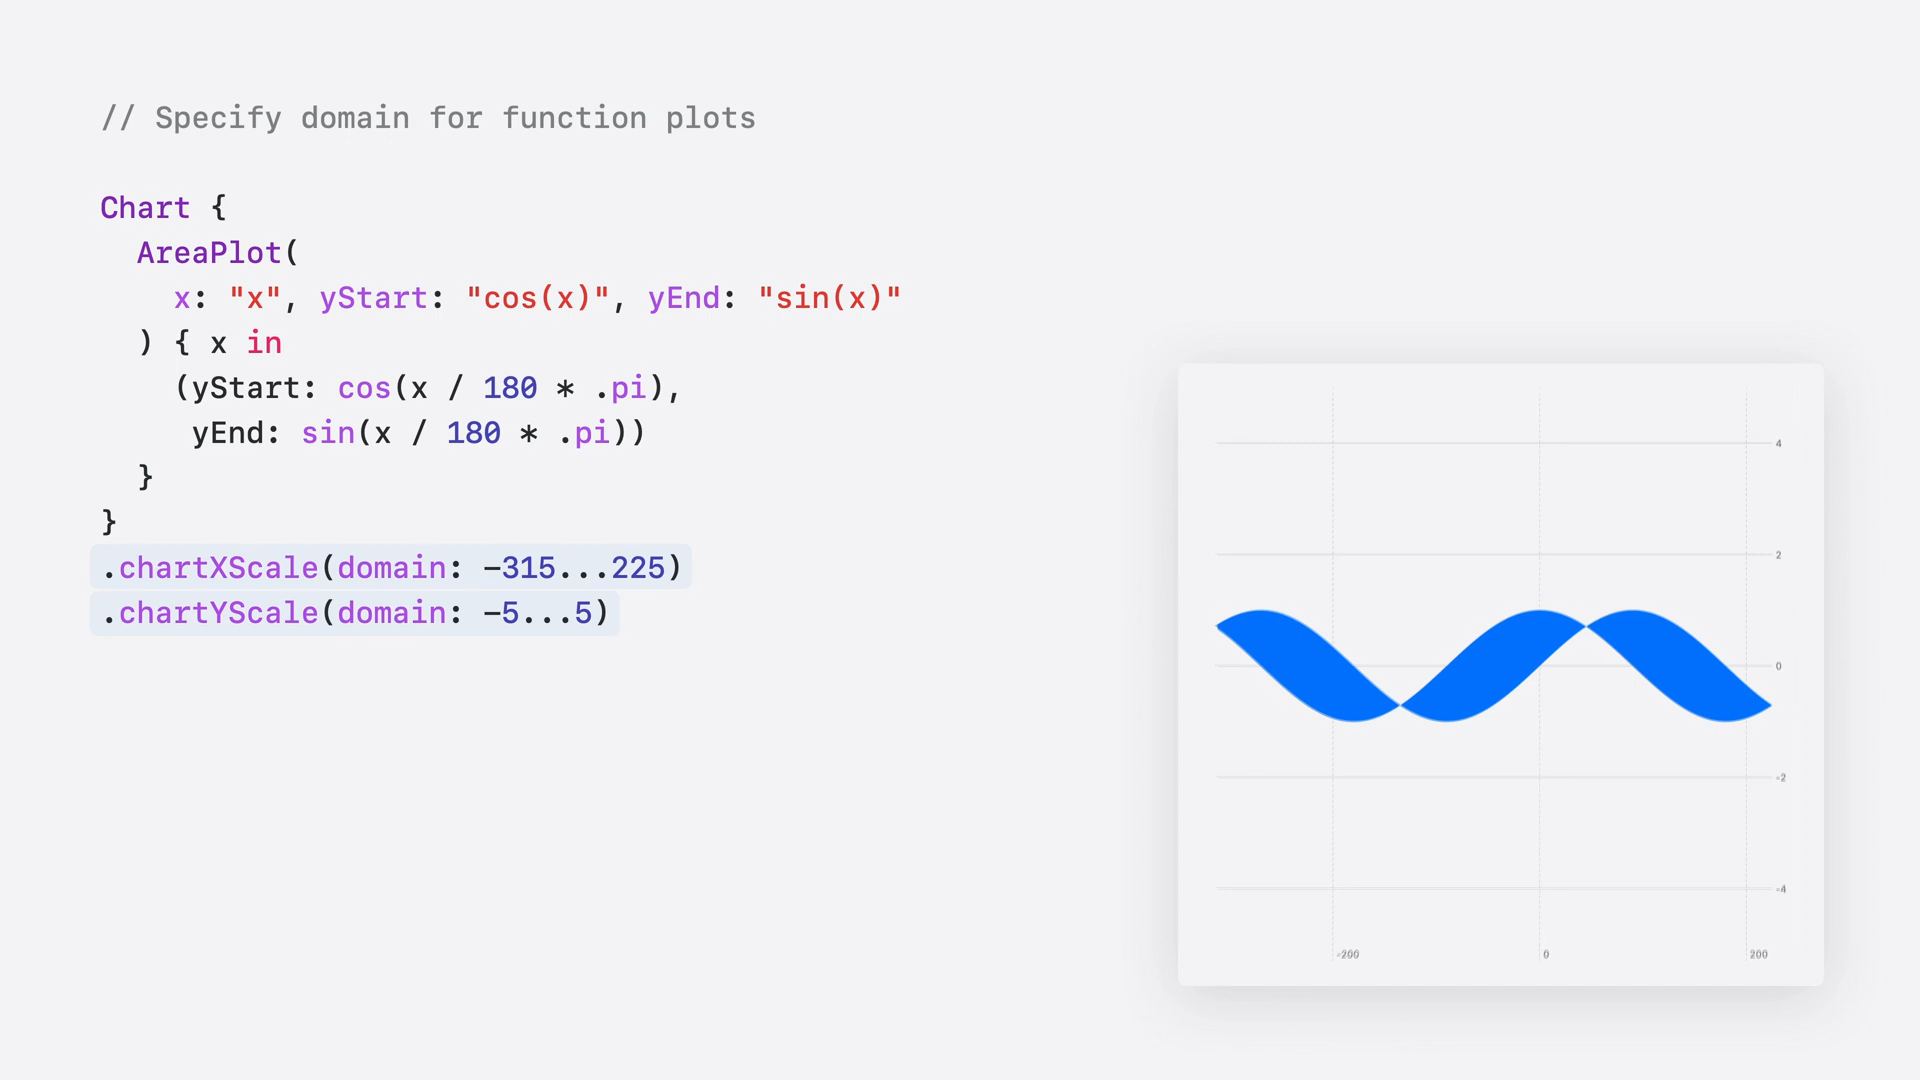 // Specify domain for function plots
Chart {
AreaPlot(
x: "x", yStart: "cos(x)", yEnd: "sin(x)"
) { x in
(yStart: cos(x / 180 * .pi),
yEnd: sin(x / 180 * .pi))
}
}
.chartXScale(domain: −315...225)
.chartYScale(domain: −5...5)
4
2
0
-2
-4
-200
0
200